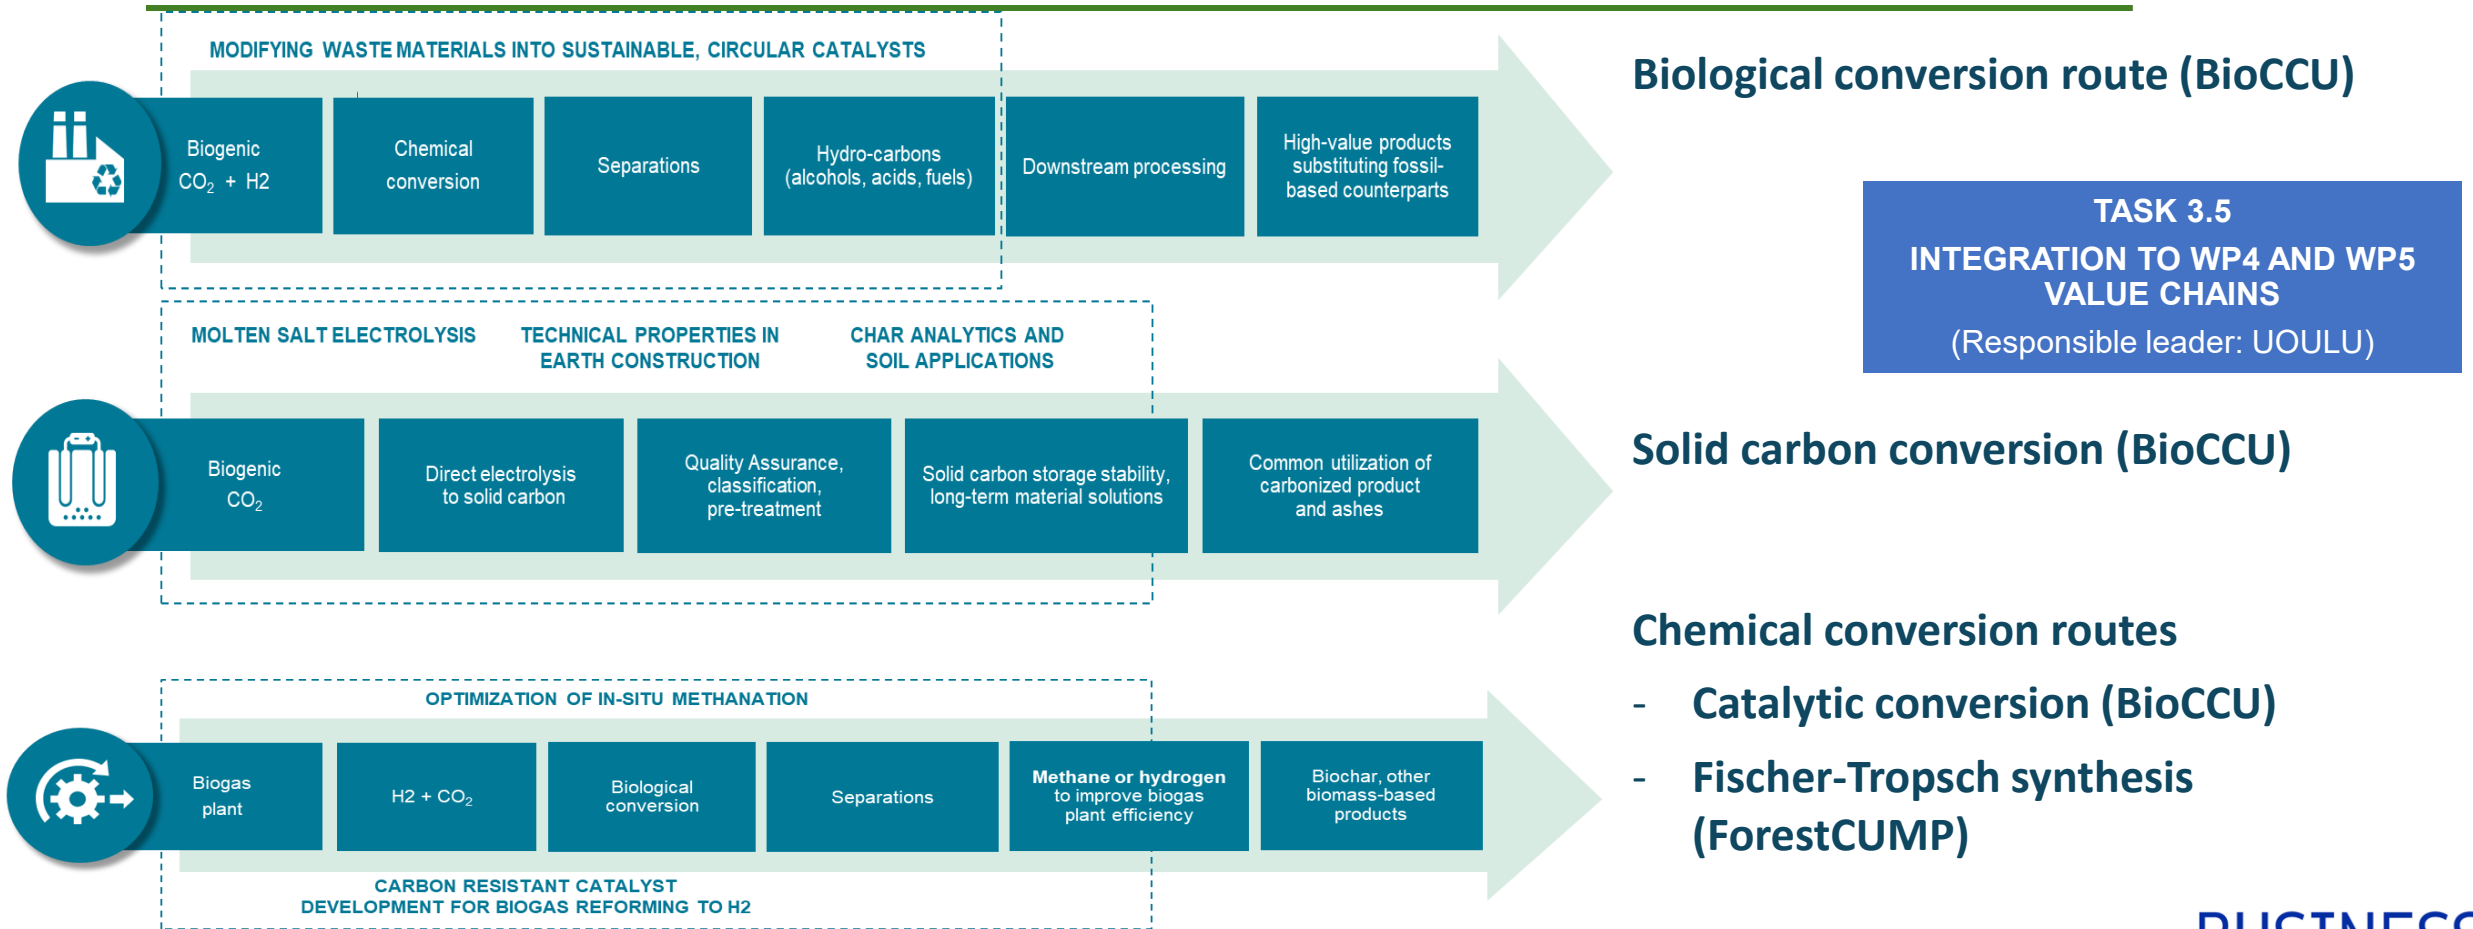 MODIFYING WASTE MATERIALS INTO SUSTAINABLE, CIRCULAR CATALYSTS
Biogenic
CO₂ + H2
Chemical
conversion
Separations
Hydro-carbons
(alcohols, acids, fuels)
Downstream processing
High-value products
substituting fossil-
based counterparts
Biological conversion route (BioCCU)
TASK 3.5
INTEGRATION TO WP4 AND WP5
VALUE CHAINS
(Responsible leader: UOULU)
MOLTEN SALT ELECTROLYSIS
TECHNICAL PROPERTIES IN
EARTH CONSTRUCTION
CHAR ANALYTICS AND
SOIL APPLICATIONS
Biogenic
CO₂
Direct electrolysis
to solid carbon
Quality Assurance,
classification,
pre-treatment
Solid carbon storage stability,
long-term material solutions
Common utilization of
carbonized product
and ashes
Solid carbon conversion (BioCCU)
OPTIMIZATION OF IN-SITU METHANATION
Biogas
plant
H2 + CO₂
Biological
conversion
Separations
Methane or hydrogen
to improve biogas
plant efficiency
Biochar, other
biomass-based
products
CARBON RESISTANT CATALYST
DEVELOPMENT FOR BIOGAS REFORMING TO H2
Chemical conversion routes
- Catalytic conversion (BioCCU)
- Fischer-Tropsch synthesis
(ForestCUMP)
BUSINESS